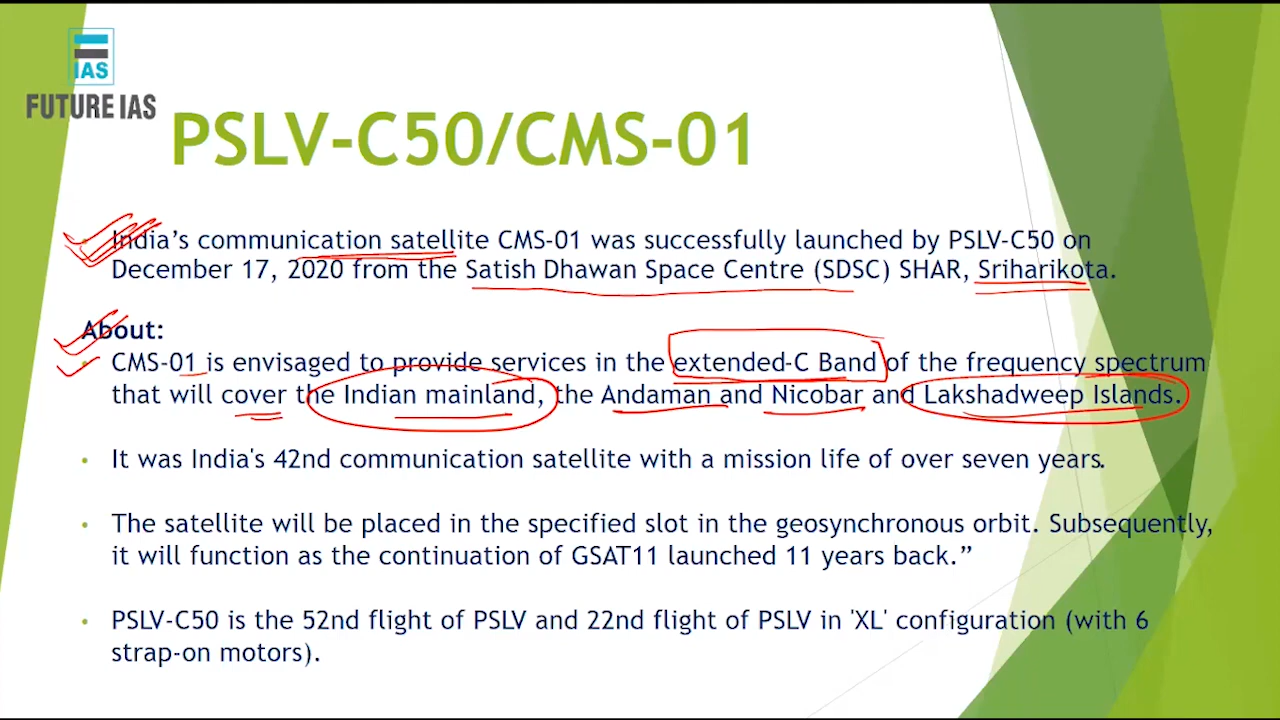 IAS
FUTURE IAS
PSLV-C50/CMS-01
India’s communication satellite CMS-01 was successfully launched by PSLV-C50 on
December 17, 2020 from the Satish Dhawan Space Centre (SDSC) SHAR, Sriharikota.
About:
• CMS-01 is envisaged to provide services in the extended-C Band of the frequency spectrum
that will cover the Indian mainland, the Andaman and Nicobar and Lakshadweep Islands.
• It was India's 42nd communication satellite with a mission life of over seven years.
• The satellite will be placed in the specified slot in the geosynchronous orbit. Subsequently,
it will function as the continuation of GSAT11 launched 11 years back.”
• PSLV-C50 is the 52nd flight of PSLV and 22nd flight of PSLV in 'XL' configuration (with 6
strap-on motors).